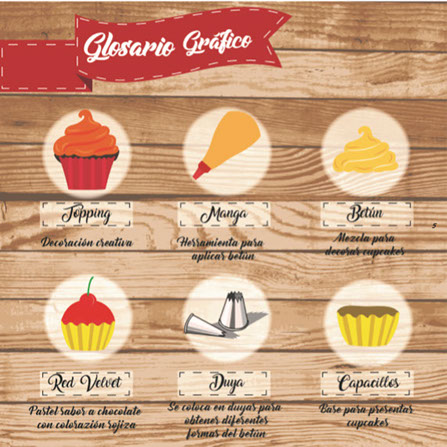 Glosario Gráfico
Topping
Manga
Betún
Decoración creativa
Herramienta para
aplicar betún
Mezcla para
decorar cupcakes
Red Velvet
Duya
Capacillos
Pastel sabor a chocolate
con colorazión rojiza
Se coloca en duyas para
obtener diferentes
formas del betún
Base para presentar
cupcakes